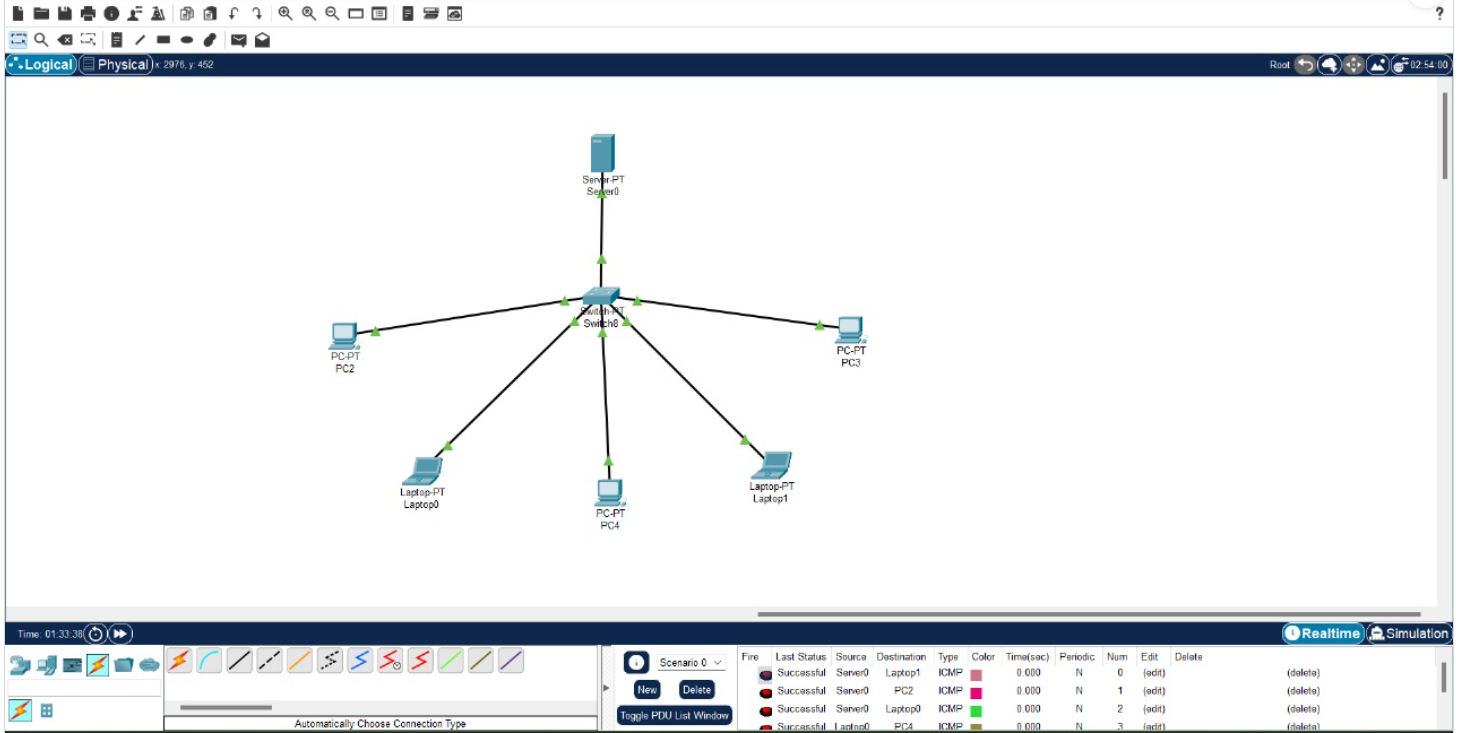 ?
Logical Physical x: 2976, y: 452 Root 02:54:00
Server-PT
Server0
Switch-PT
Switch8
PC-PT
PC2
PC-PT
PC3
Laptop-PT
Laptop0
PC-PT
PC4
Laptop-PT
Laptop1
Time: 01:33:38 Realtime Simulation
Scenario 0
New Delete
Toggle PDU List Window
Automatically Choose Connection Type
Fire Last Status Source Destination Type Color Time(sec) Periodic Num Edit Delete
Successful Server0 Laptop1 ICMP 0.000 N 0 (edit) (delete)
Successful Server0 PC2 ICMP 0.000 N 1 (edit) (delete)
Successful Server0 Laptop0 ICMP 0.000 N 2 (edit) (delete)
Successful Laptop0 PC4 ICMP 0.000 N 3 (edit) (delete)